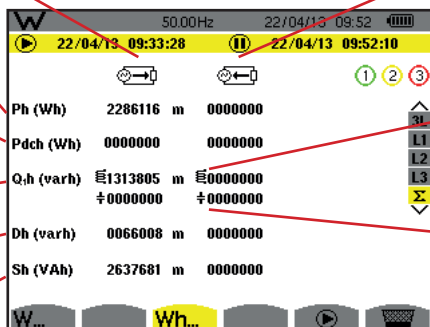 W 50.00Hz 22/04/13 09:52
22/04/13 09:33:28 22/04/13 09:52:10
1 2 3
Ph (Wh) 2286116 m 0000000
3L
Pdch (Wh) 0000000 0000000
L1
L2
Q₁h (varh) 1313805 m 0000000
L3
0000000 0000000
Σ
Dh (varh) 0066008 m 0000000
Sh (VAh) 2637681 m 0000000
W... Wh...